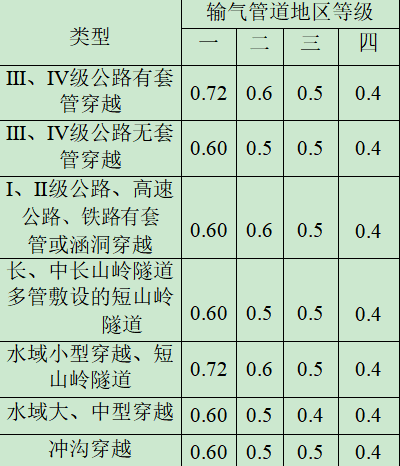 类型
输气管道地区等级
一 二 三 四
III、IV级公路有套
管穿越
0.72 0.6 0.5 0.4
III、IV级公路无套
管穿越
0.60 0.5 0.5 0.4
I、II级公路、高速
公路、铁路有套
管或涵洞穿越
0.60 0.6 0.5 0.4
长、中长山岭隧道
多管敷设的短山岭
隧道
0.60 0.5 0.5 0.4
水域小型穿越、短
山岭隧道
0.72 0.6 0.5 0.4
水域大、中型穿越
0.60 0.5 0.4 0.4
冲沟穿越
0.60 0.5 0.5 0.4